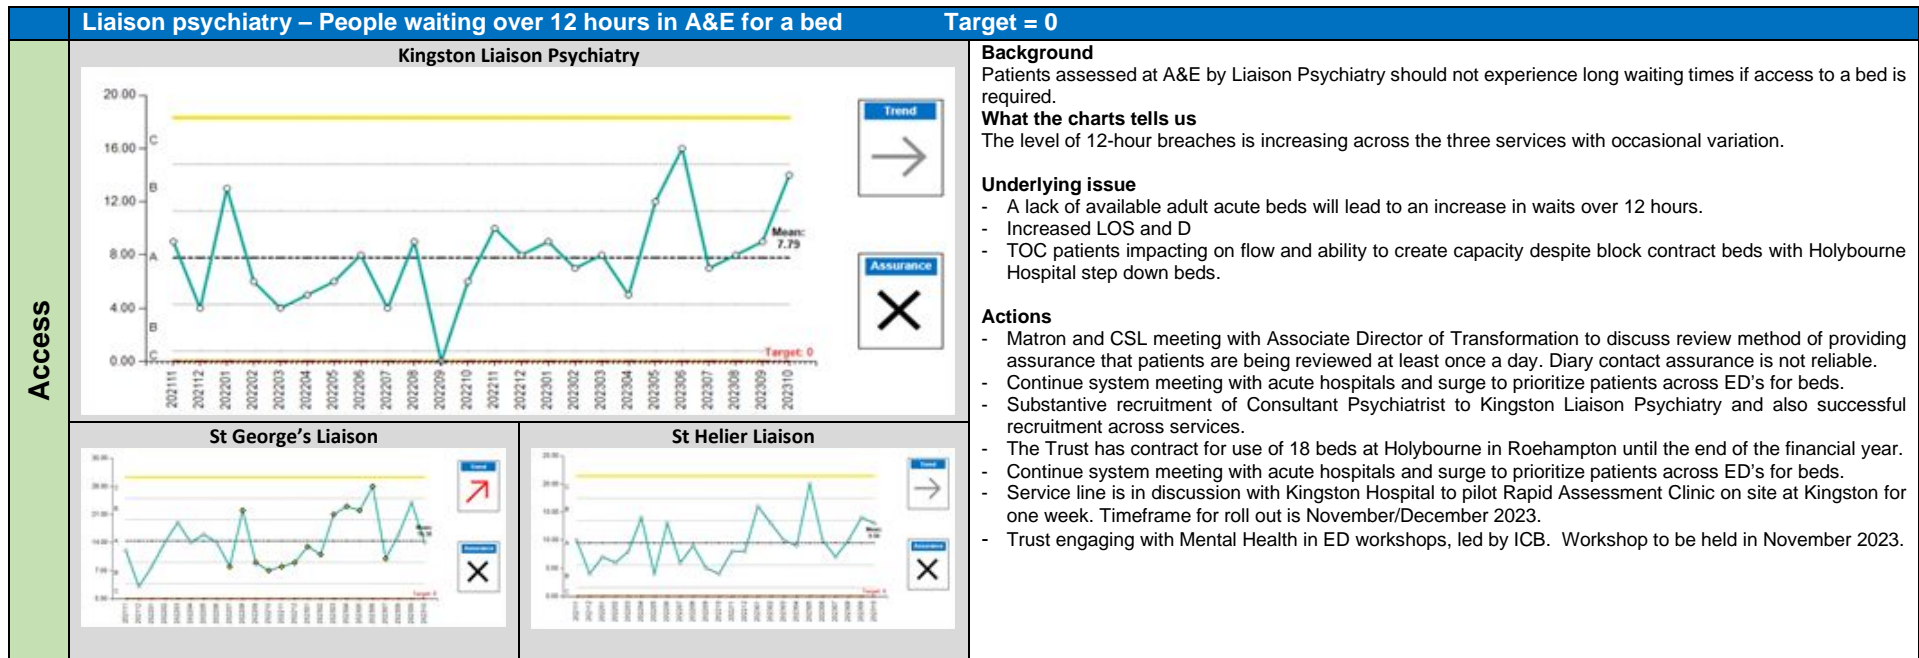 Liaison psychiatry – People waiting over 12 hours in A&E for a bed Target = 0
Access
Kingston Liaison Psychiatry
20.00
16.00
12.00
8.00
4.00
0.00
C
B
A
B
C
Mean:
7.79
Target: 0
202111 202112 202201 202202 202203 202204 202205 202206 202207 202208 202209 202210 202211 202212 202301 202302 202303 202304 202305 202306 202307 202308 202309 202310
Trend
Assurance
St George's Liaison
Trend
Assurance
Target: 0
St Helier Liaison
Trend
Assurance
Target: 0
Background
Patients assessed at A&E by Liaison Psychiatry should not experience long waiting times if access to a bed is
required.
What the charts tells us
The level of 12-hour breaches is increasing across the three services with occasional variation.
Underlying issue
- A lack of available adult acute beds will lead to an increase in waits over 12 hours.
- Increased LOS and D
- TOC patients impacting on flow and ability to create capacity despite block contract beds with Holybourne
Hospital step down beds.
Actions
- Matron and CSL meeting with Associate Director of Transformation to discuss review method of providing
assurance that patients are being reviewed at least once a day. Diary contact assurance is not reliable.
- Continue system meeting with acute hospitals and surge to prioritize patients across ED's for beds.
- Substantive recruitment of Consultant Psychiatrist to Kingston Liaison Psychiatry and also successful
recruitment across services.
- The Trust has contract for use of 18 beds at Holybourne in Roehampton until the end of the financial year.
- Continue system meeting with acute hospitals and surge to prioritize patients across ED's for beds.
- Service line is in discussion with Kingston Hospital to pilot Rapid Assessment Clinic on site at Kingston for
one week. Timeframe for roll out is November/December 2023.
- Trust engaging with Mental Health in ED workshops, led by ICB. Workshop to be held in November 2023.